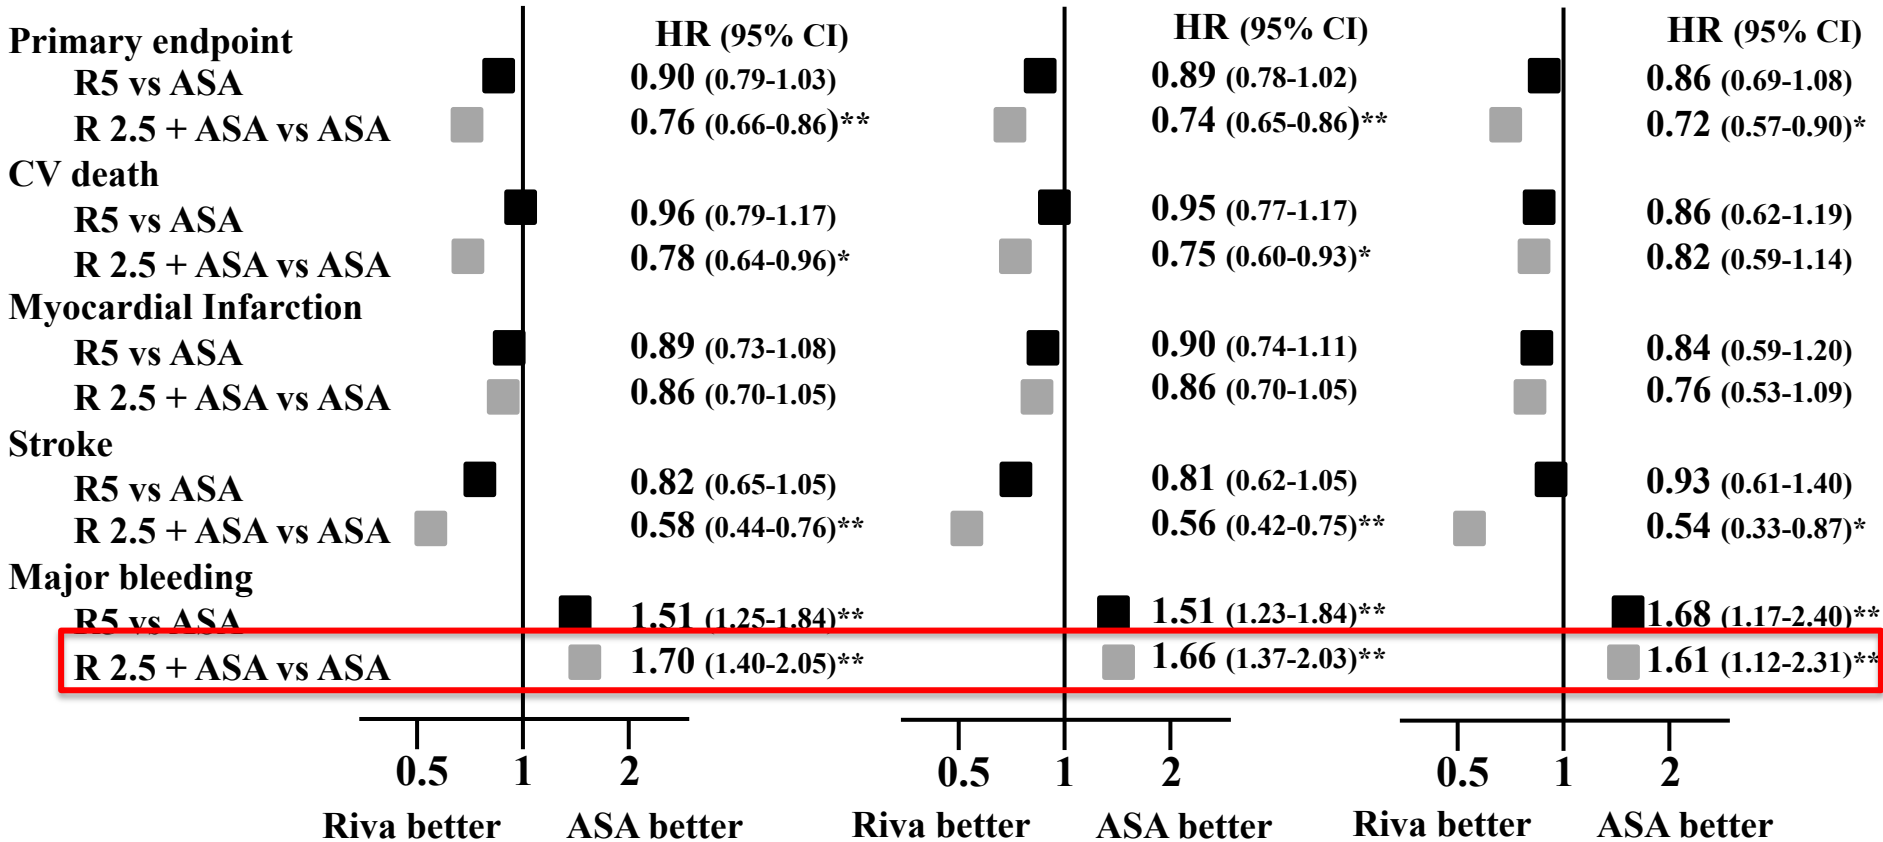 HR (95% CI) HR (95% CI) HR (95% CI)
Primary endpoint
R5 vs ASA 0.90 (0.79-1.03) 0.89 (0.78-1.02) 0.86 (0.69-1.08)
R 2.5 + ASA vs ASA 0.76 (0.66-0.86)** 0.74 (0.65-0.86)** 0.72 (0.57-0.90)*
CV death
R5 vs ASA 0.96 (0.79-1.17) 0.95 (0.77-1.17) 0.86 (0.62-1.19)
R 2.5 + ASA vs ASA 0.78 (0.64-0.96)* 0.75 (0.60-0.93)* 0.82 (0.59-1.14)
Myocardial Infarction
R5 vs ASA 0.89 (0.73-1.08) 0.90 (0.74-1.11) 0.84 (0.59-1.20)
R 2.5 + ASA vs ASA 0.86 (0.70-1.05) 0.86 (0.70-1.05) 0.76 (0.53-1.09)
Stroke
R5 vs ASA 0.82 (0.65-1.05) 0.81 (0.62-1.05) 0.93 (0.61-1.40)
R 2.5 + ASA vs ASA 0.58 (0.44-0.76)** 0.56 (0.42-0.75)** 0.54 (0.33-0.87)*
Major bleeding
R5 vs ASA 1.51 (1.25-1.84)** 1.51 (1.23-1.84)** 1.68 (1.17-2.40)**
R 2.5 + ASA vs ASA 1.70 (1.40-2.05)** 1.66 (1.37-2.03)** 1.61 (1.12-2.31)**
0.5 1 2 0.5 1 2 0.5 1 2
Riva better ASA better Riva better ASA better Riva better ASA better